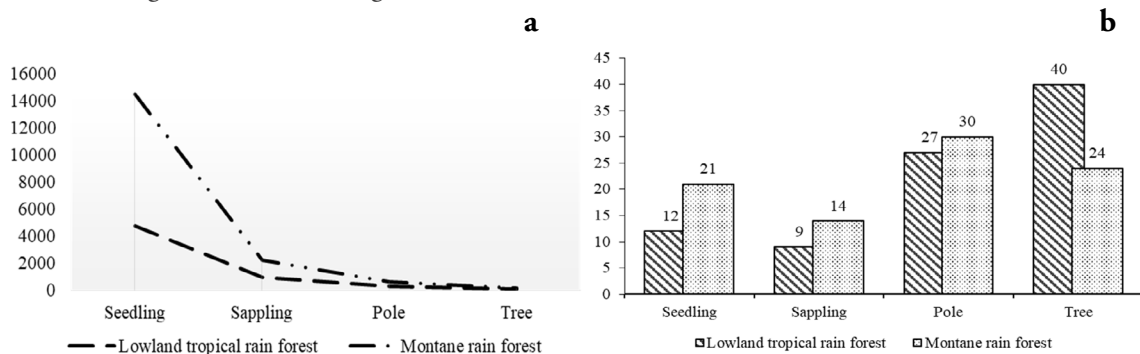 a
16000
14000
12000
10000
8000
6000
4000
2000
0
Seedling Sappling Pole Tree
Lowland tropical rain forest Montane rain forest
b
45
40
35
30
25
20
15
10
5
0
12 21 9 14 27 30 40 24
Seedling Sappling Pole Tree
Lowland tropical rain forest Montane rain forest